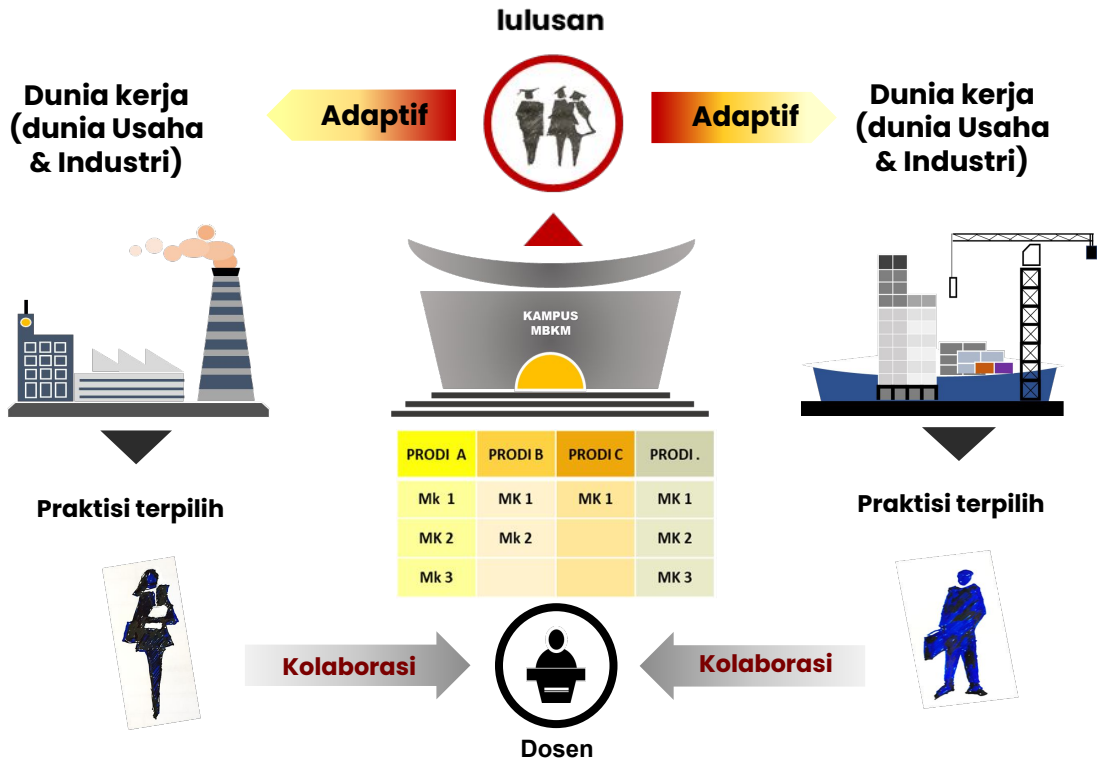 lulusan
Dunia kerja
(dunia Usaha
& Industri)
Adaptif
Adaptif
Dunia kerja
(dunia Usaha
& Industri)
KAMPUS
MBKM
PRODI A PRODI B PRODI C PRODI .
Mk 1 MK 1 MK 1 MK 1
MK 2 Mk 2 MK 2
Mk 3 MK 3
Praktisi terpilih
Praktisi terpilih
Kolaborasi
Kolaborasi
Dosen